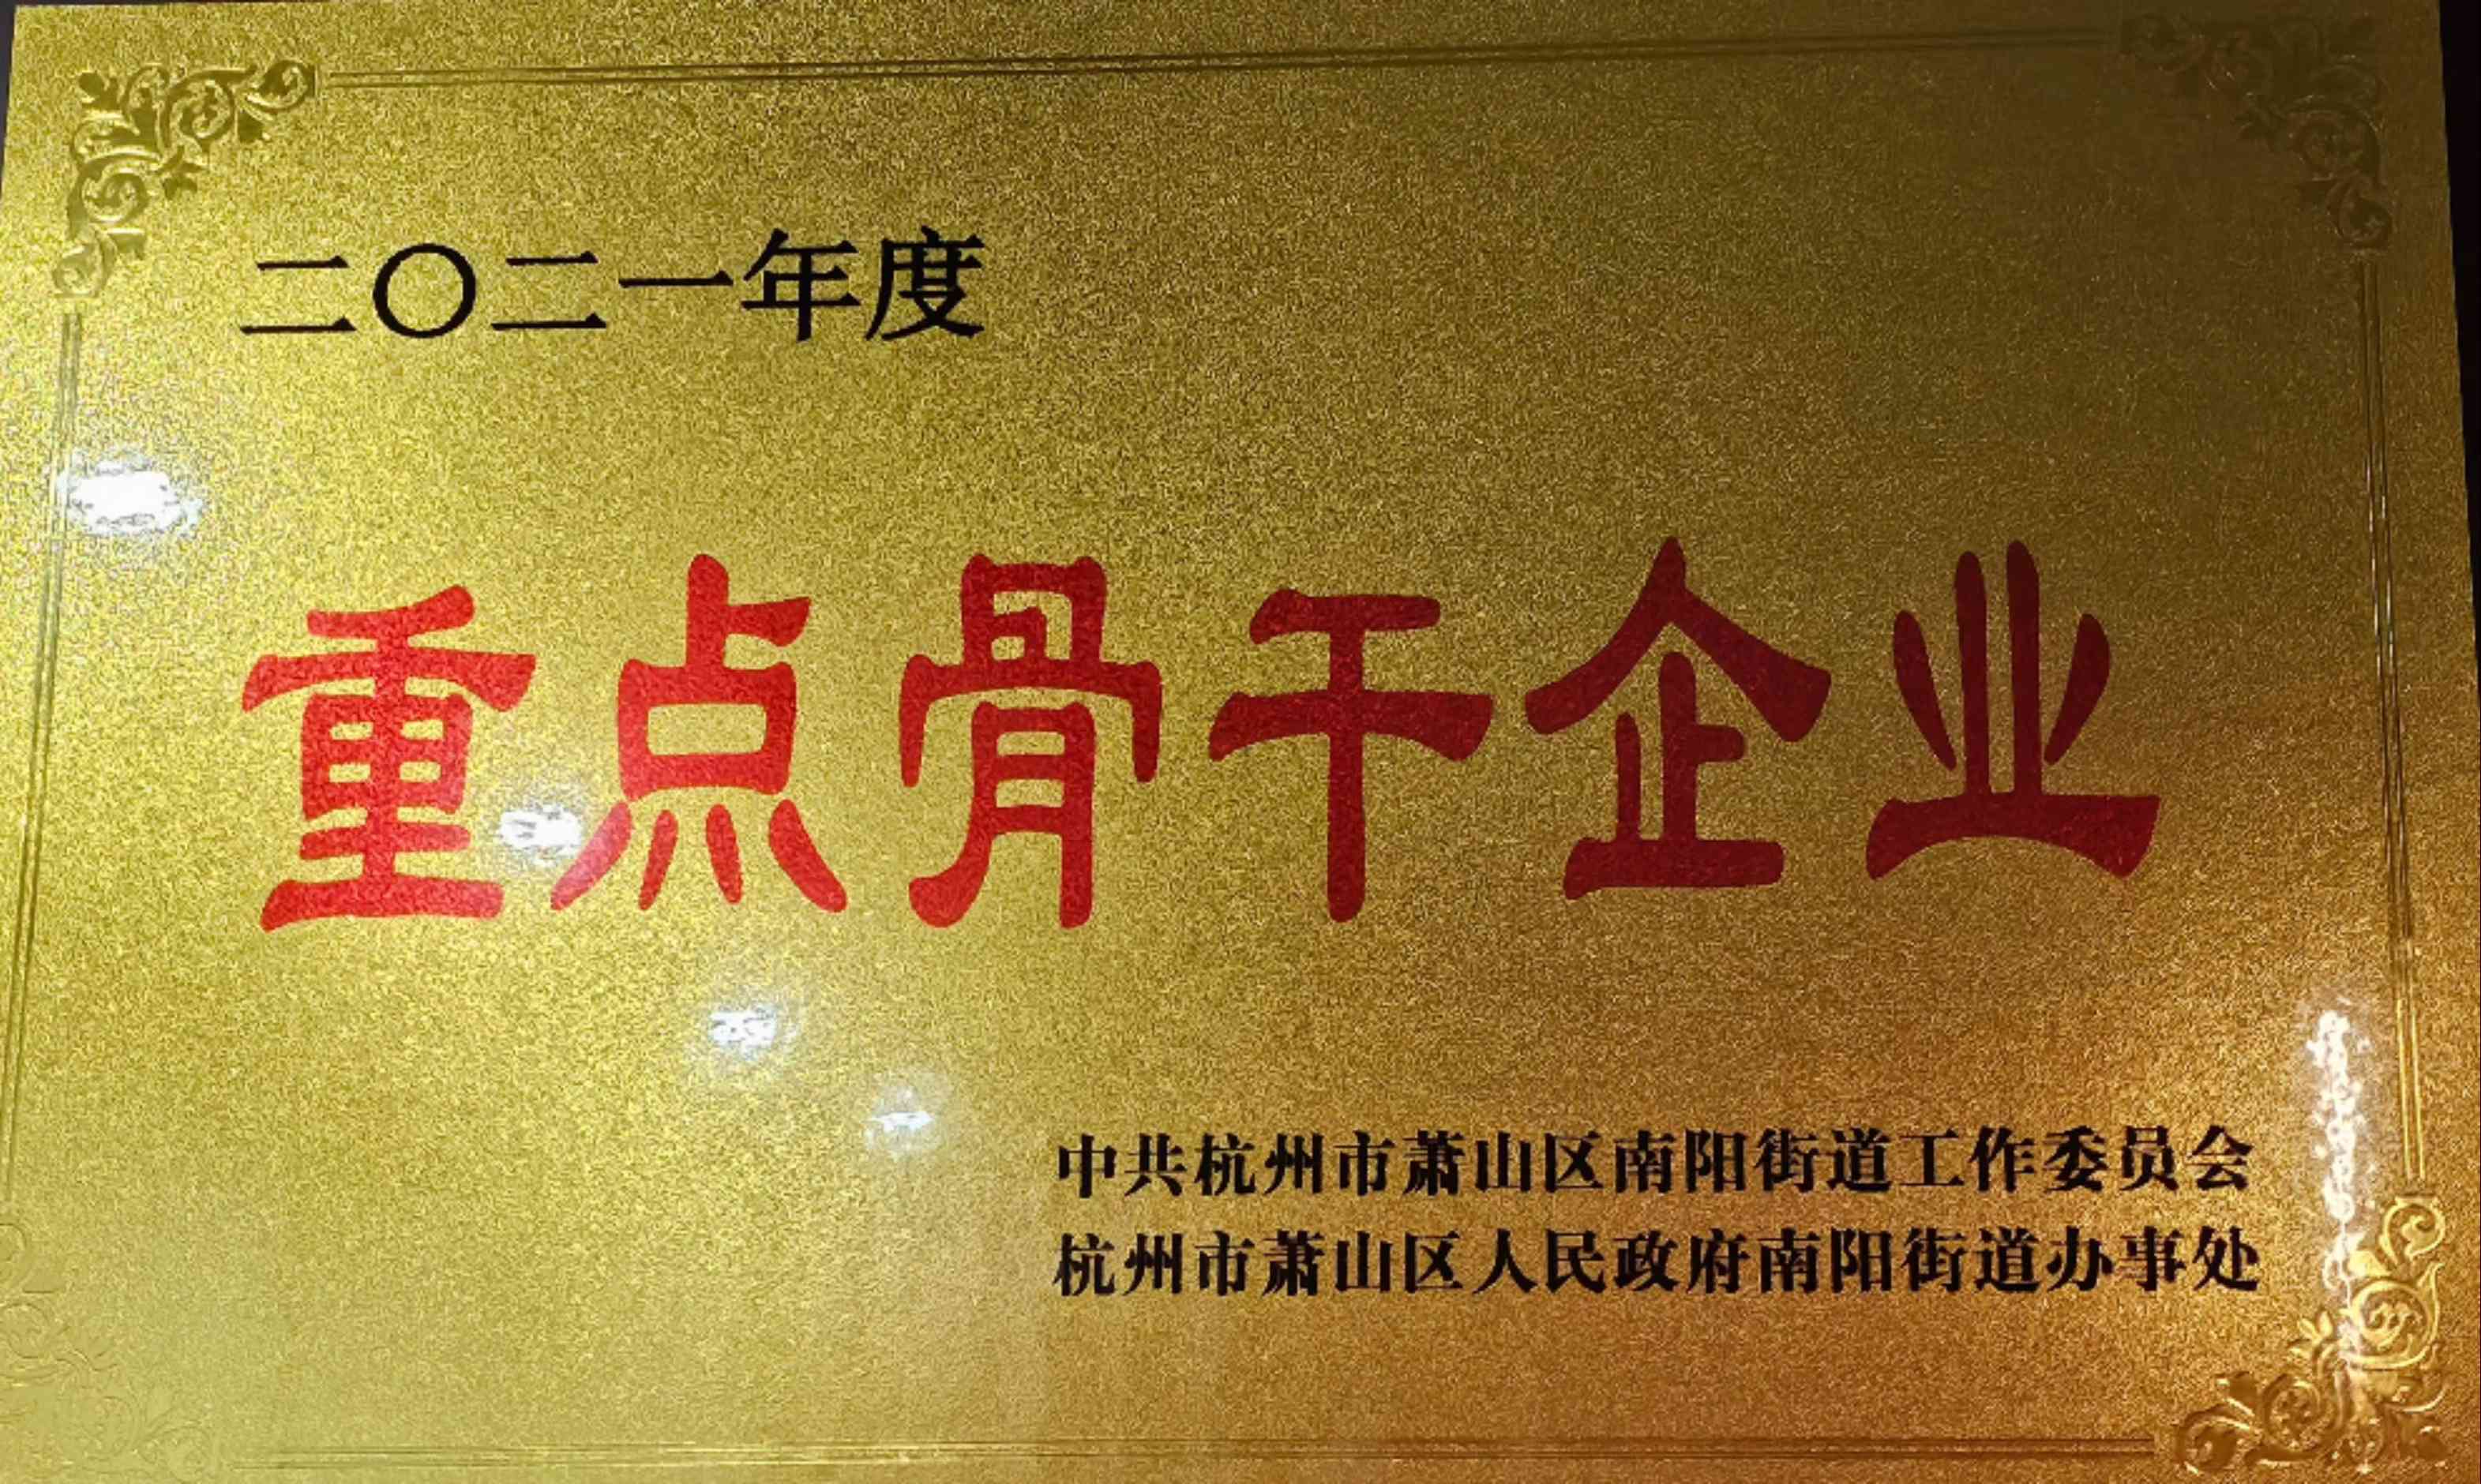 二〇二一年度
重点骨干企业
中共杭州市萧山区南阳街道工作委员会
杭州市萧山区人民政府南阳街道办事处